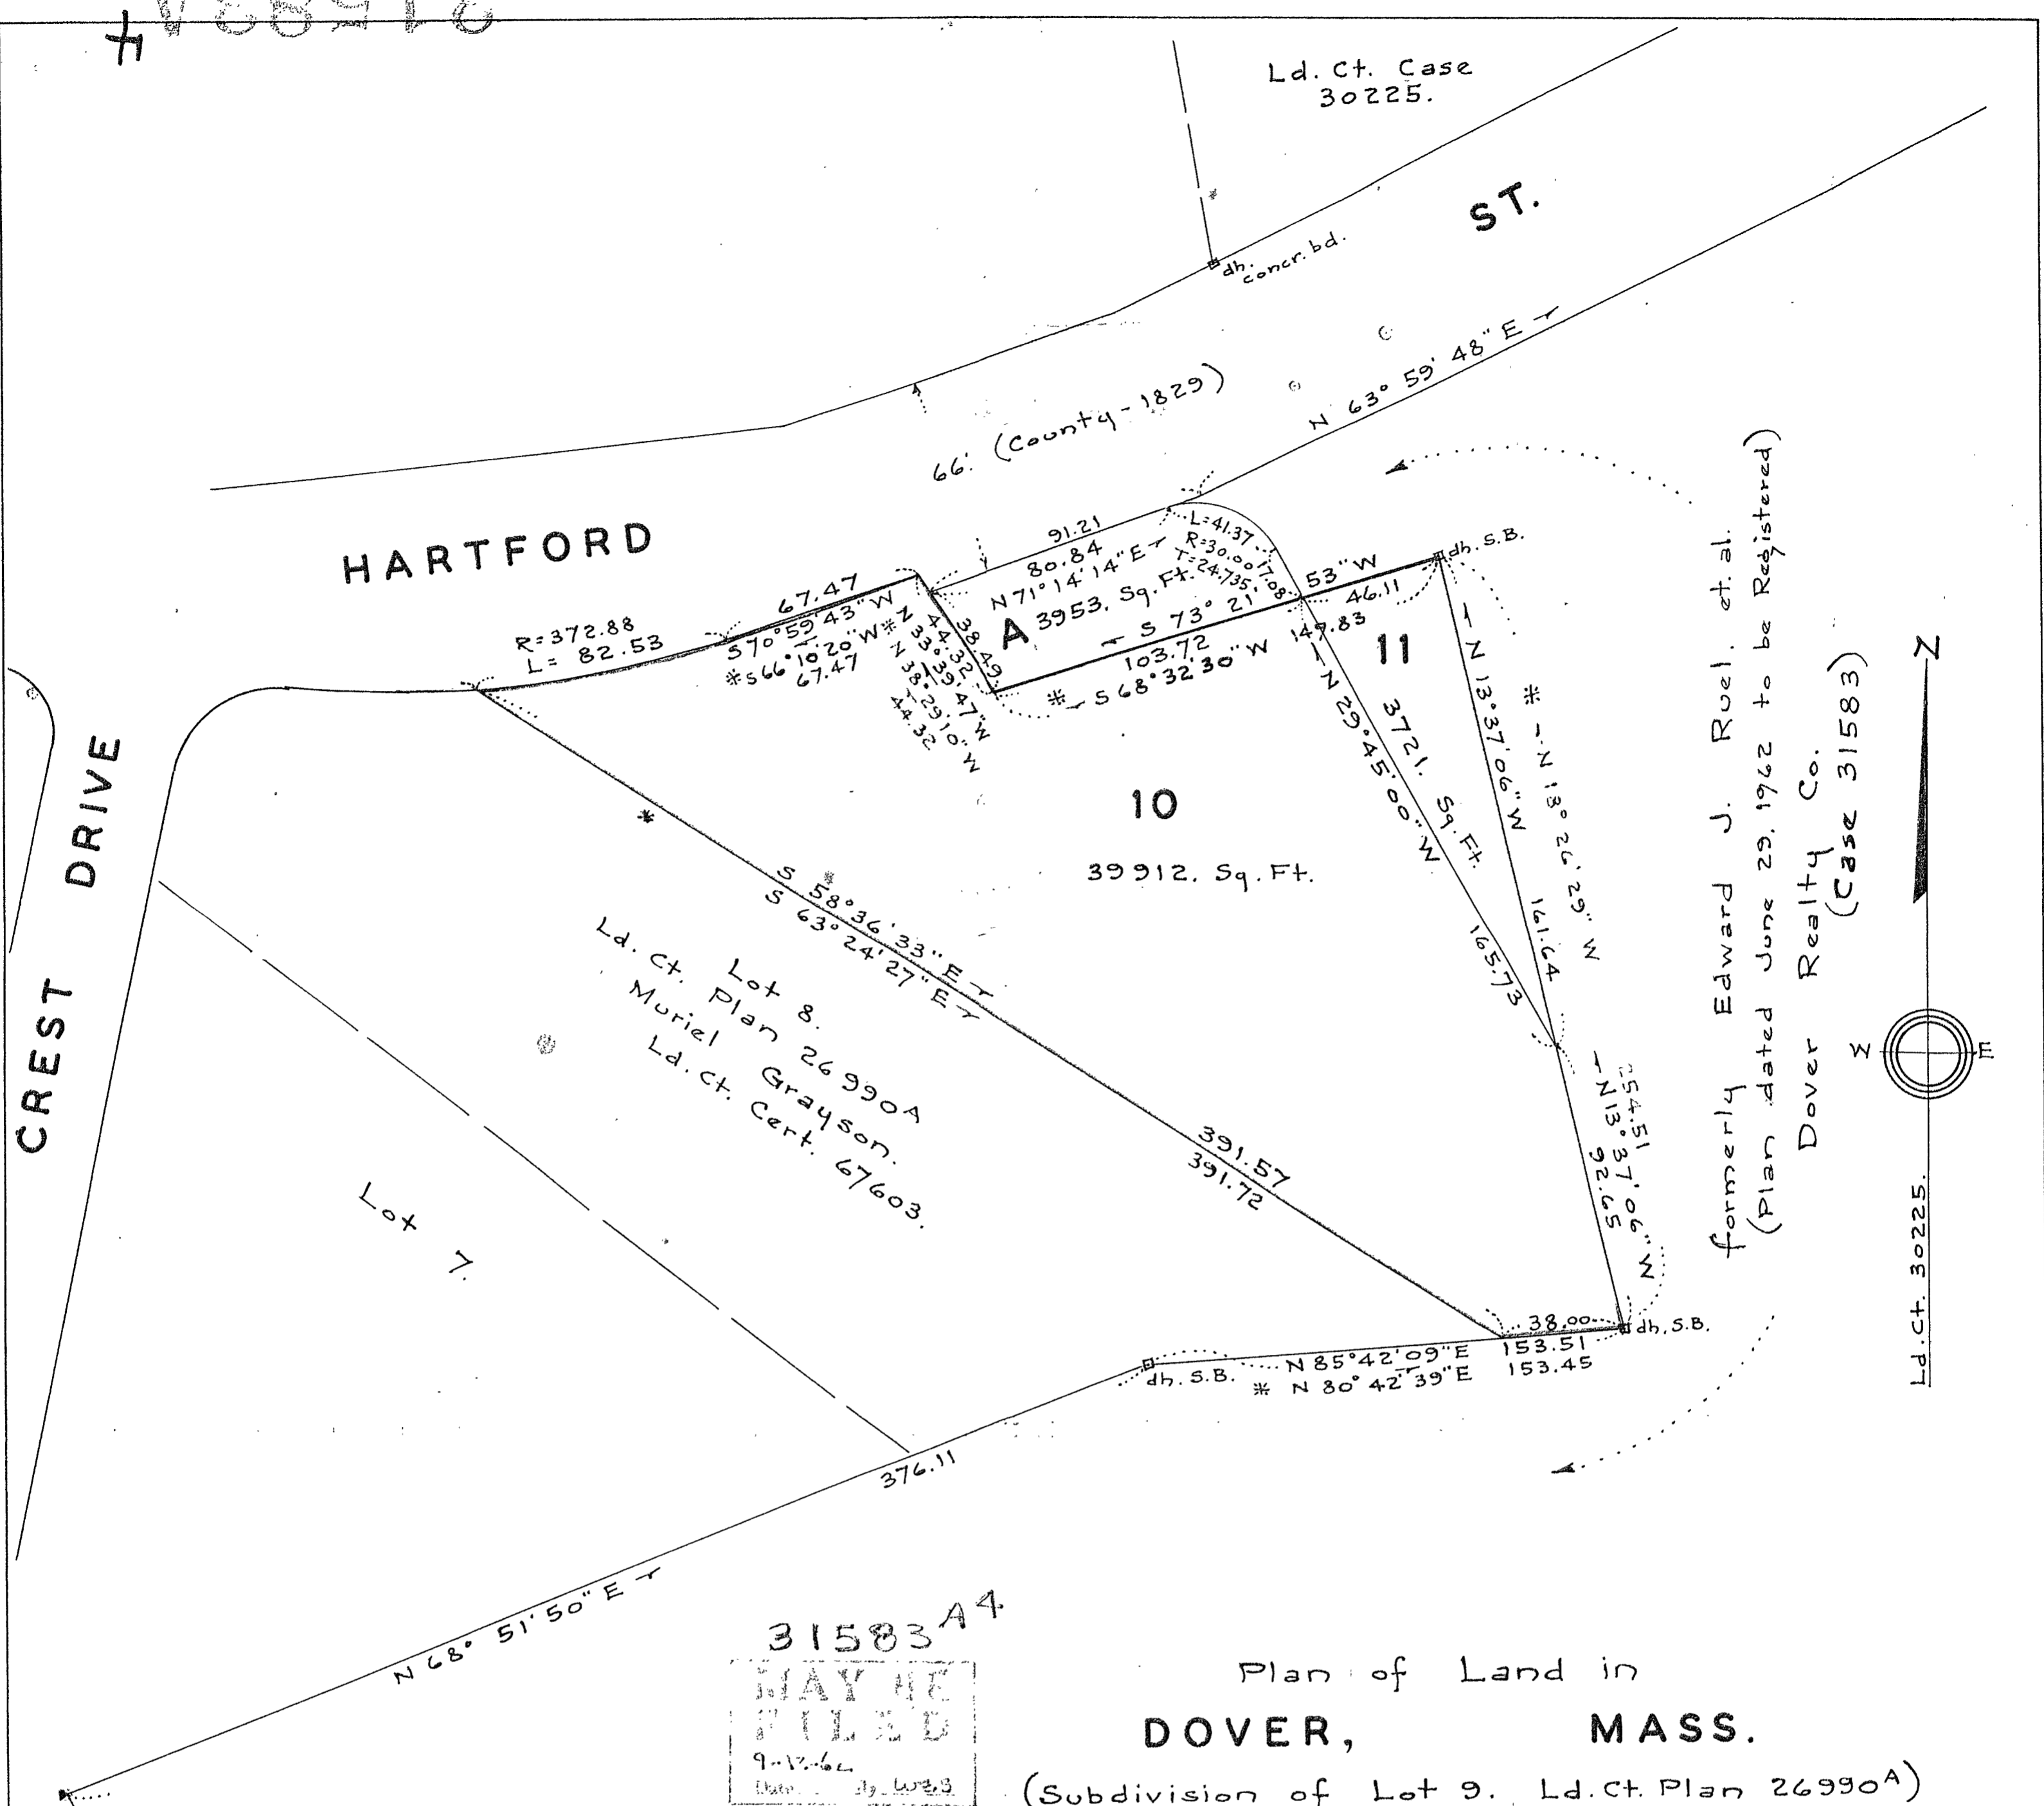 4
Ld. Ct. Case
30225.
ST.
dh.
concr. bd.
N 63° 59' 48" E
66'. (County - 1829)
HARTFORD
91.21
80.84
N 71° 14' 14" E
A 3953. Sq. Ft.
L=41.37
R=30.00
T=24.735
17.08
S 73° 21' 53" W
46.11
103.72
147.83
* S 68° 32' 30" W
dh. S.B.
67.47
S 70° 59' 43" W
* S 66° 10' 20" W
67.47
R=372.88
L= 82.53
38.49
44.32
* N 33° 39' 47" W
N 38° 29' 10" W
44.32
11
3721. Sq. Ft.
N 29° 45' 00" W
165.73
N 13° 37' 06" W
161.64
* N 13° 26' 29" W
10
39912. Sq. Ft.
*
S 58° 36' 33" E
S 63° 24' 27" E
391.57
391.72
Lot 8.
Ld. Ct. Plan 26990A
Muriel Grayson.
Ld. Ct. Cert. 67603.
CREST DRIVE
Lot 7.
254.51
N 13° 37' 06" W
92.65
38.00
dh. S.B.
N 85° 42' 09" E 153.51
* N 80° 42' 39" E 153.45
dh. S.B.
376.11
N 68° 51' 50" E
formerly Edward J. Ruel. et. al.
(Plan dated June 29, 1962 to be Registered)
Dover Realty Co.
(Case 31583)
N
W E
Ld. Ct. 30225.
31583 A4
MAY BE
FILED
Plan of Land in
DOVER, MASS.
(Subdivision of Lot 9. Ld. Ct. Plan 26990A)